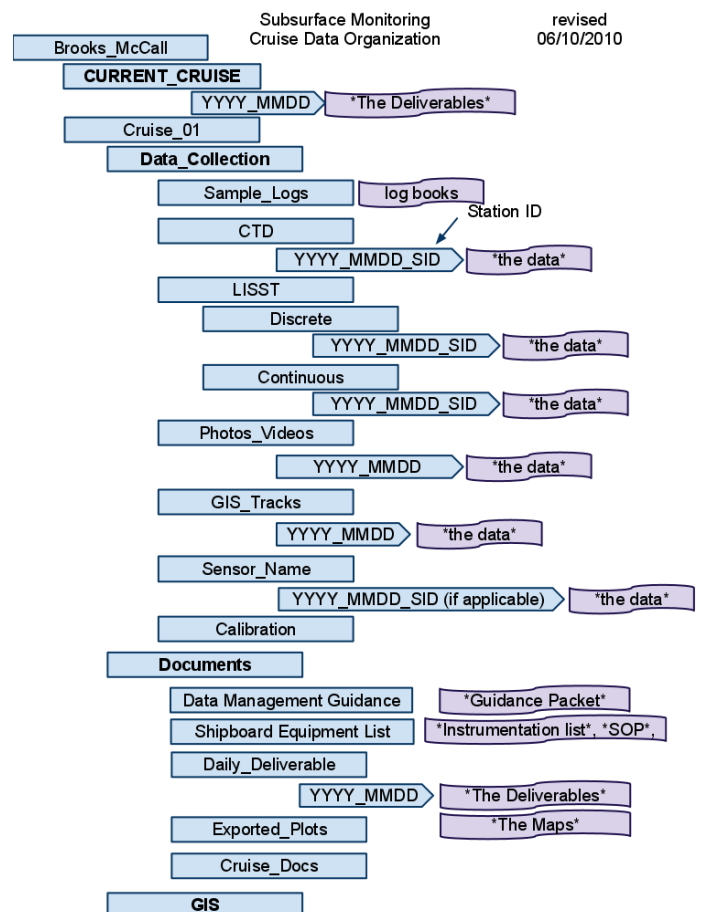 Subsurface Monitoring
Cruise Data Organization
revised
06/10/2010
Brooks_McCall
CURRENT_CRUISE
YYYY_MMDD
*The Deliverables*
Cruise_01
Data_Collection
Sample_Logs
log books
Station ID
CTD
YYYY_MMDD_SID
*the data*
LISST
Discrete
YYYY_MMDD_SID
*the data*
Continuous
YYYY_MMDD_SID
*the data*
Photos_Videos
YYYY_MMDD
*the data*
GIS_Tracks
YYYY_MMDD
*the data*
Sensor_Name
YYYY_MMDD_SID (if applicable)
*the data*
Calibration
Documents
Data Management Guidance
*Guidance Packet*
Shipboard Equipment List
*Instrumentation list*, *SOP*,
Daily_Deliverable
YYYY_MMDD
*The Deliverables*
Exported_Plots
*The Maps*
Cruise_Docs
GIS